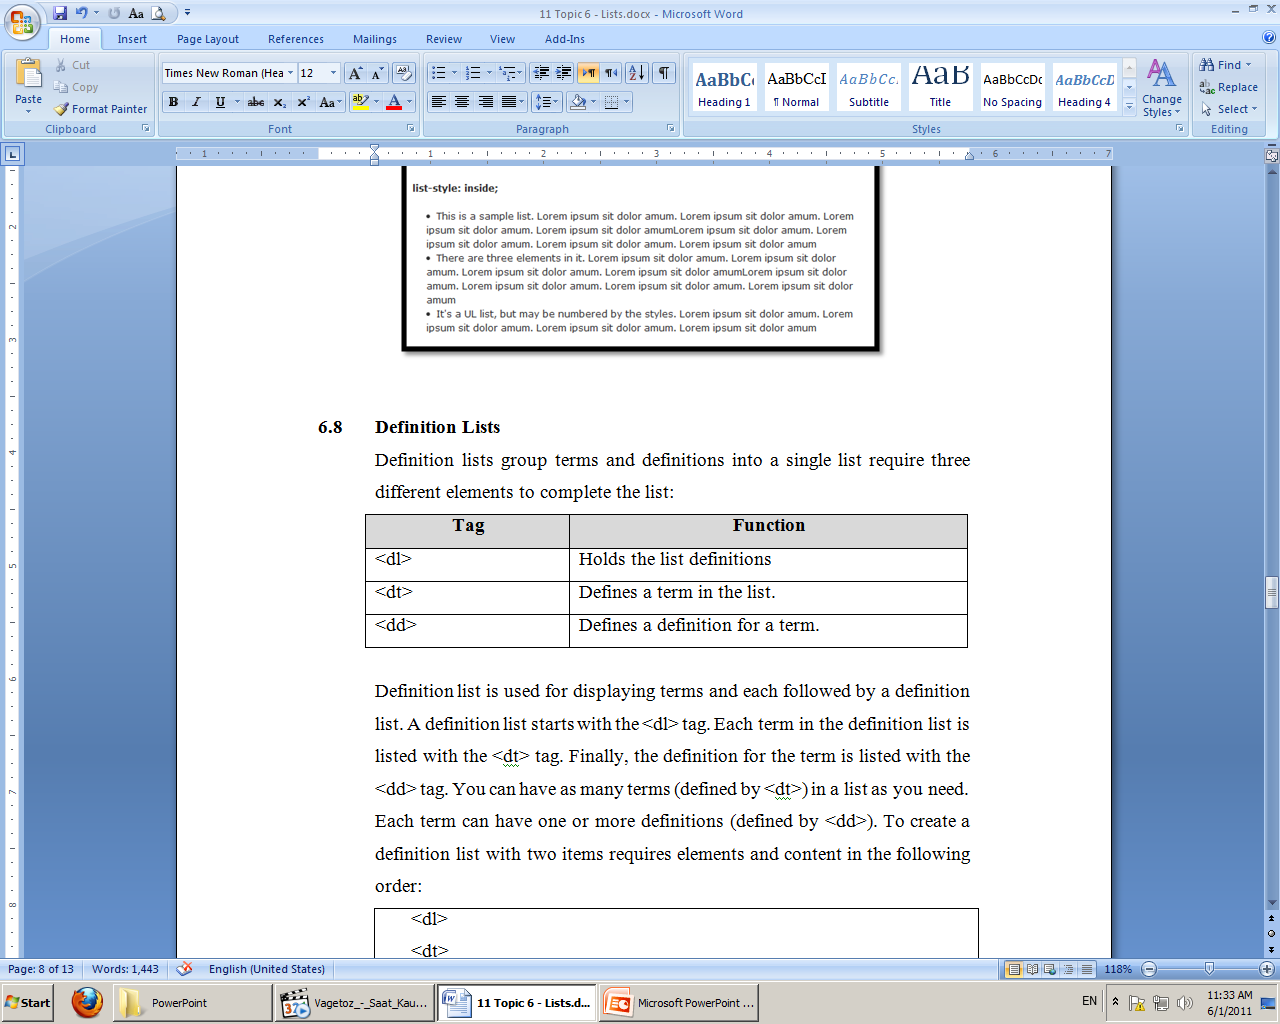 11 Topic 6 - Lists.docx - Microsoft Word
Home Insert Page Layout References Mailings Review View Add-Ins
Paste
Cut
Copy
Format Painter
Clipboard
Times New Roman (Hea 12
Font
Paragraph
AaBbC AaBbCcI AaBbCc. AaB AaBbCcDc AaBbCcD
Heading 1 ¶ Normal Subtitle Title No Spacing Heading 4
Change Styles
Styles
Find
Replace
Select
Editing
1 1 2 3 4 5 6 7
list-style: inside;
• This is a sample list. Lorem ipsum sit dolor amum. Lorem ipsum sit dolor amum. Lorem
ipsum sit dolor amum. Lorem ipsum sit dolor amumLorem ipsum sit dolor amum. Lorem
ipsum sit dolor amum. Lorem ipsum sit dolor amum. Lorem ipsum sit dolor amum
• There are three elements in it. Lorem ipsum sit dolor amum. Lorem ipsum sit dolor
amum. Lorem ipsum sit dolor amum. Lorem ipsum sit dolor amumLorem ipsum sit dolor
amum. Lorem ipsum sit dolor amum. Lorem ipsum sit dolor amum. Lorem ipsum sit dolor
amum
• It's a UL list, but may be numbered by the styles. Lorem ipsum sit dolor amum. Lorem
ipsum sit dolor amum. Lorem ipsum sit dolor amum. Lorem ipsum sit dolor amum
6.8 Definition Lists
Definition lists group terms and definitions into a single list require three
different elements to complete the list:
Tag Function
<dl> Holds the list definitions
<dt> Defines a term in the list.
<dd> Defines a definition for a term.
Definition list is used for displaying terms and each followed by a definition
list. A definition list starts with the <dl> tag. Each term in the definition list is
listed with the <dt> tag. Finally, the definition for the term is listed with the
<dd> tag. You can have as many terms (defined by <dt>) in a list as you need.
Each term can have one or more definitions (defined by <dd>). To create a
definition list with two items requires elements and content in the following
order:
<dl>
<dt>
Page: 8 of 13 Words: 1,443 English (United States) 118%
Start PowerPoint Vagetoz_-_Saat_Kau... 11 Topic 6 - Lists.d... Microsoft PowerPoint ... EN 11:33 AM
6/1/2011